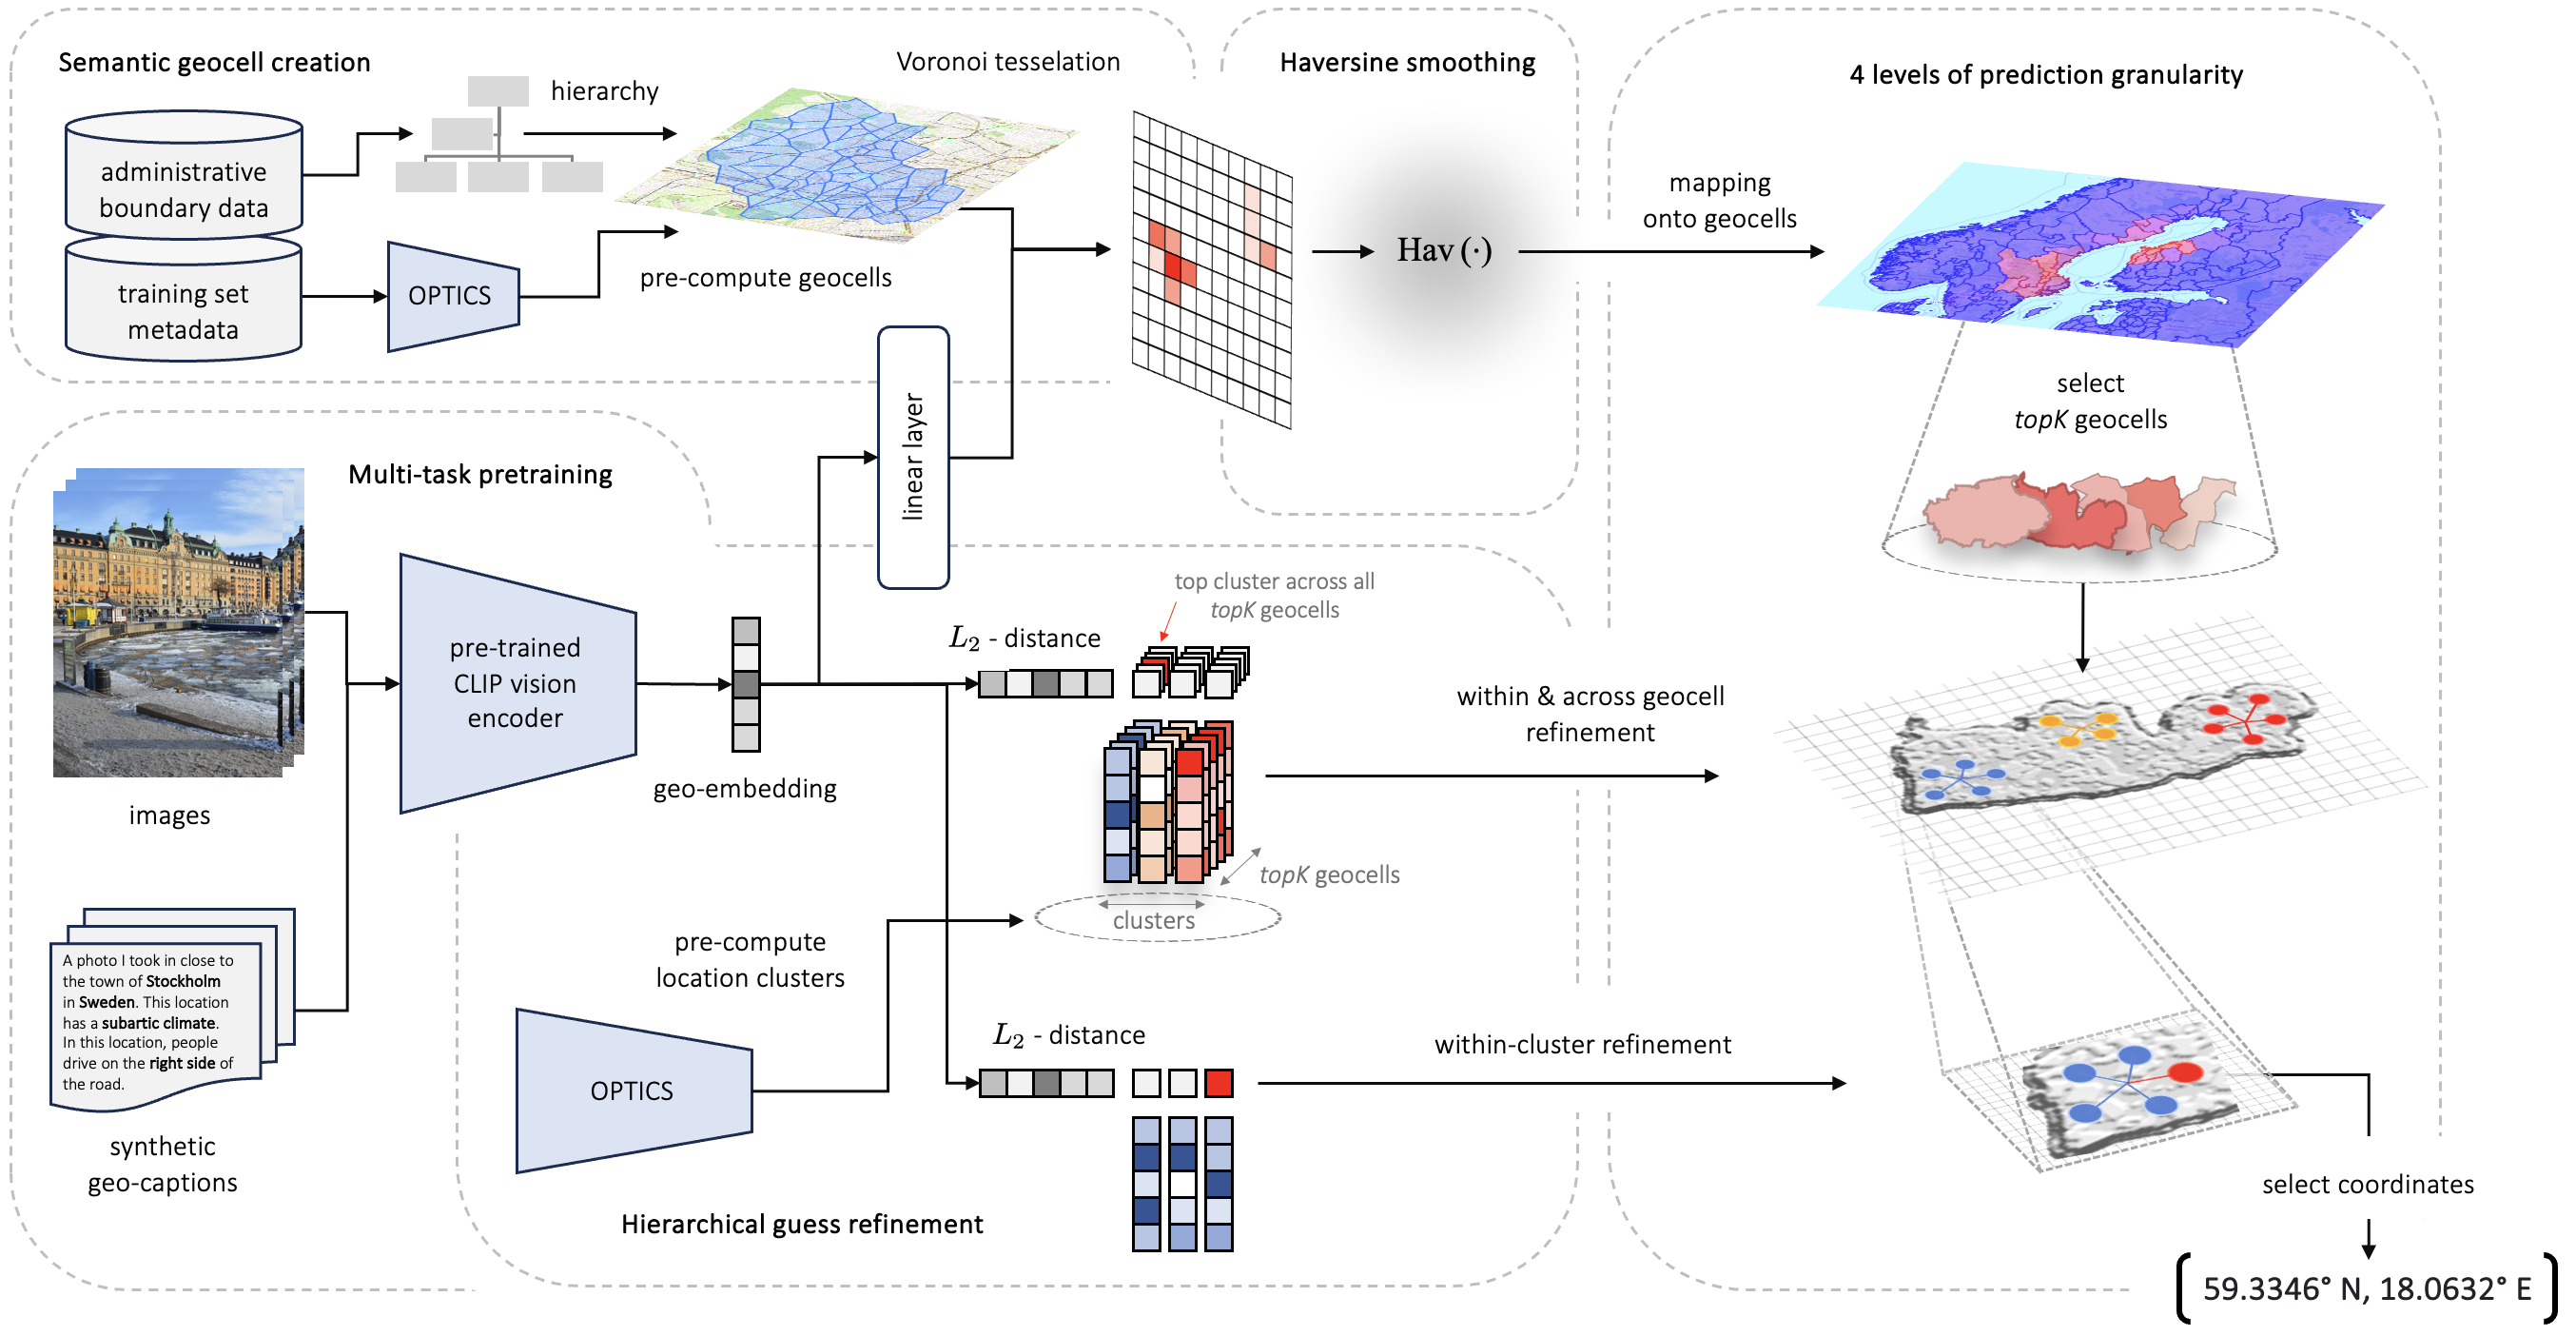 Semantic geocell creation
administrative
boundary data
training set
metadata
hierarchy
OPTICS
Voronoi tesselation
pre-compute geocells
Haversine smoothing
Hav (·)
4 levels of prediction granularity
mapping
onto geocells
select
topK geocells
linear layer
Multi-task pretraining
images
A photo I took in close to
the town of Stockholm
in Sweden. This location
has a subartic climate.
In this location, people
drive on the right side of
the road.
synthetic
geo-captions
pre-trained
CLIP vision
encoder
geo-embedding
L2 - distance
top cluster across all
topK geocells
topK geocells
clusters
within & across geocell
refinement
pre-compute
location clusters
OPTICS
L2 - distance
within-cluster refinement
Hierarchical guess refinement
select coordinates
59.3346° N, 18.0632° E